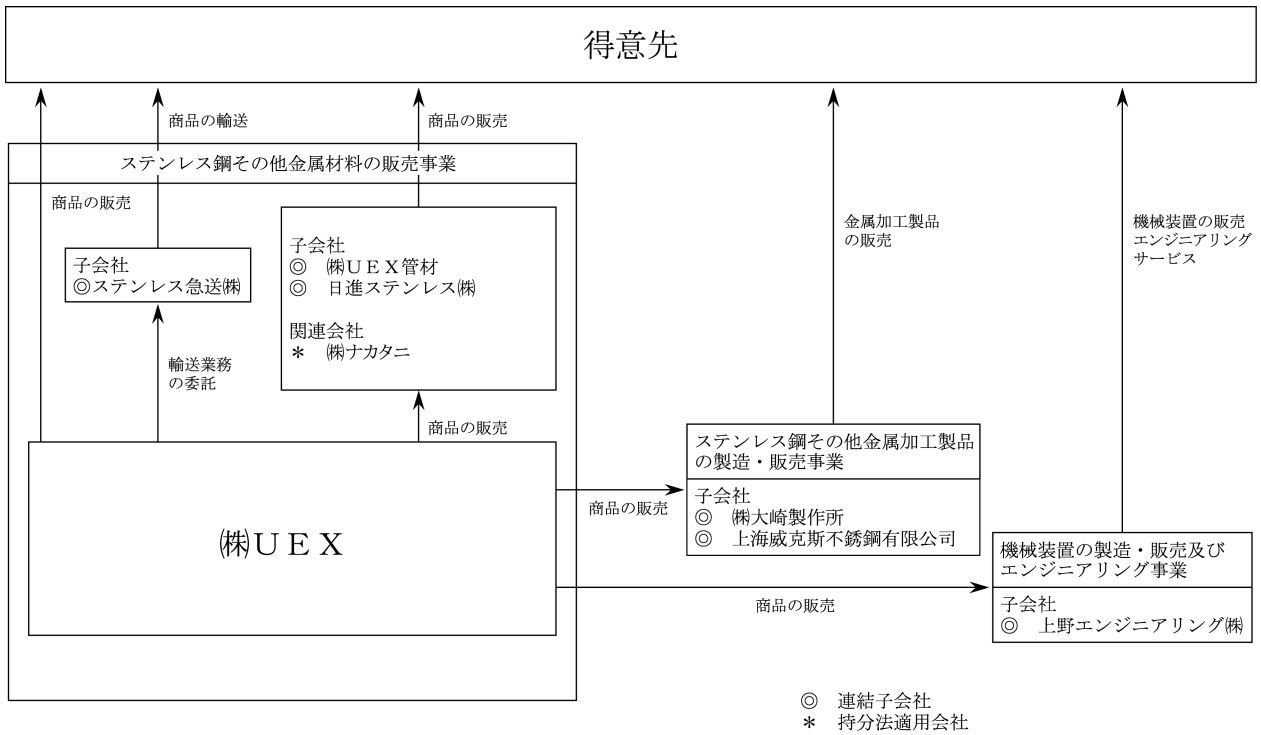 得意先
商品の輸送
商品の販売
ステンレス鋼その他金属材料の販売事業
商品の販売
子会社
◎ステンレス急送㈱
子会社
◎　㈱ＵＥＸ管材
◎　日進ステンレス㈱
関連会社
＊　㈱ナカタニ
輸送業務
の委託
商品の販売
㈱ＵＥＸ
金属加工製品
の販売
機械装置の販売
エンジニアリング
サービス
商品の販売
ステンレス鋼その他金属加工製品
の製造・販売事業
子会社
◎　㈱大崎製作所
◎　上海威克斯不銹鋼有限公司
商品の販売
機械装置の製造・販売及び
エンジニアリング事業
子会社
◎　上野エンジニアリング㈱
◎　連結子会社
＊　持分法適用会社